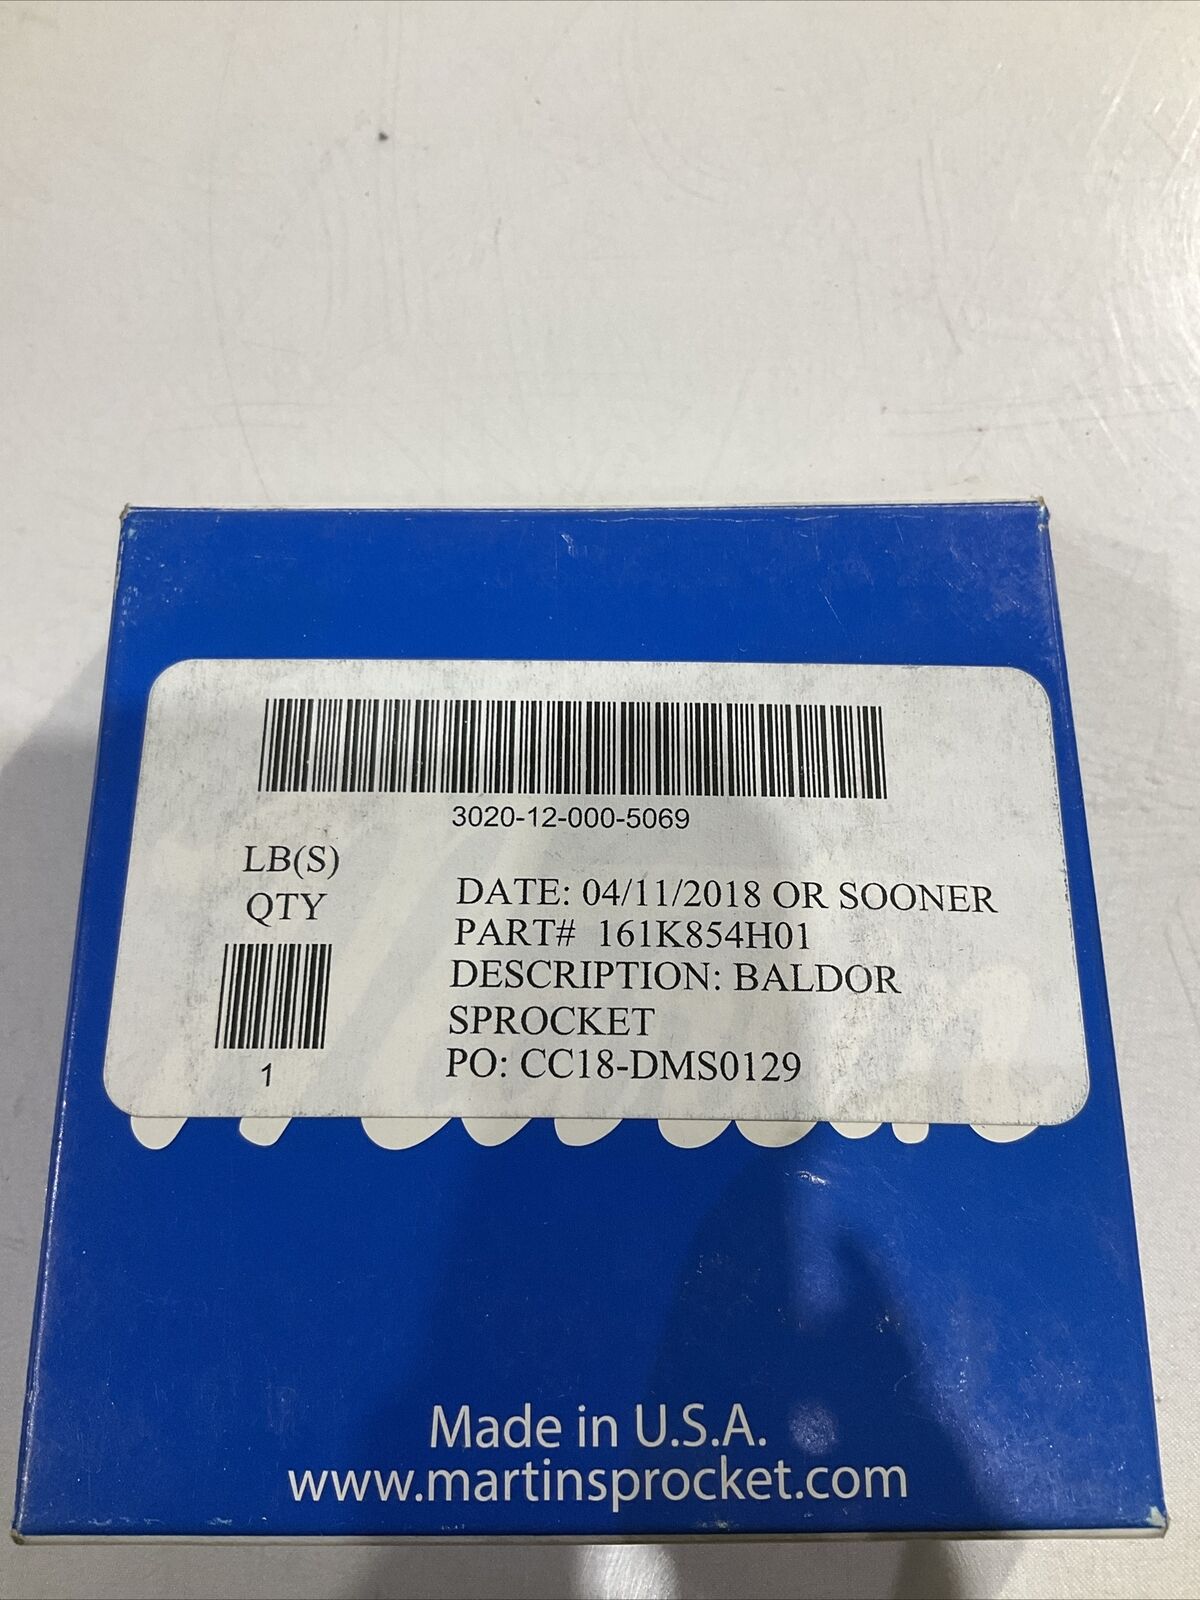 3020-12-000-5069
LB(S)
QTY
1
DATE: 04/11/2018 OR SOONER
PART# 161K854H01
DESCRIPTION: BALDOR
SPROCKET
PO: CC18-DMS0129
Made in U.S.A.
www.martinsprocket.com